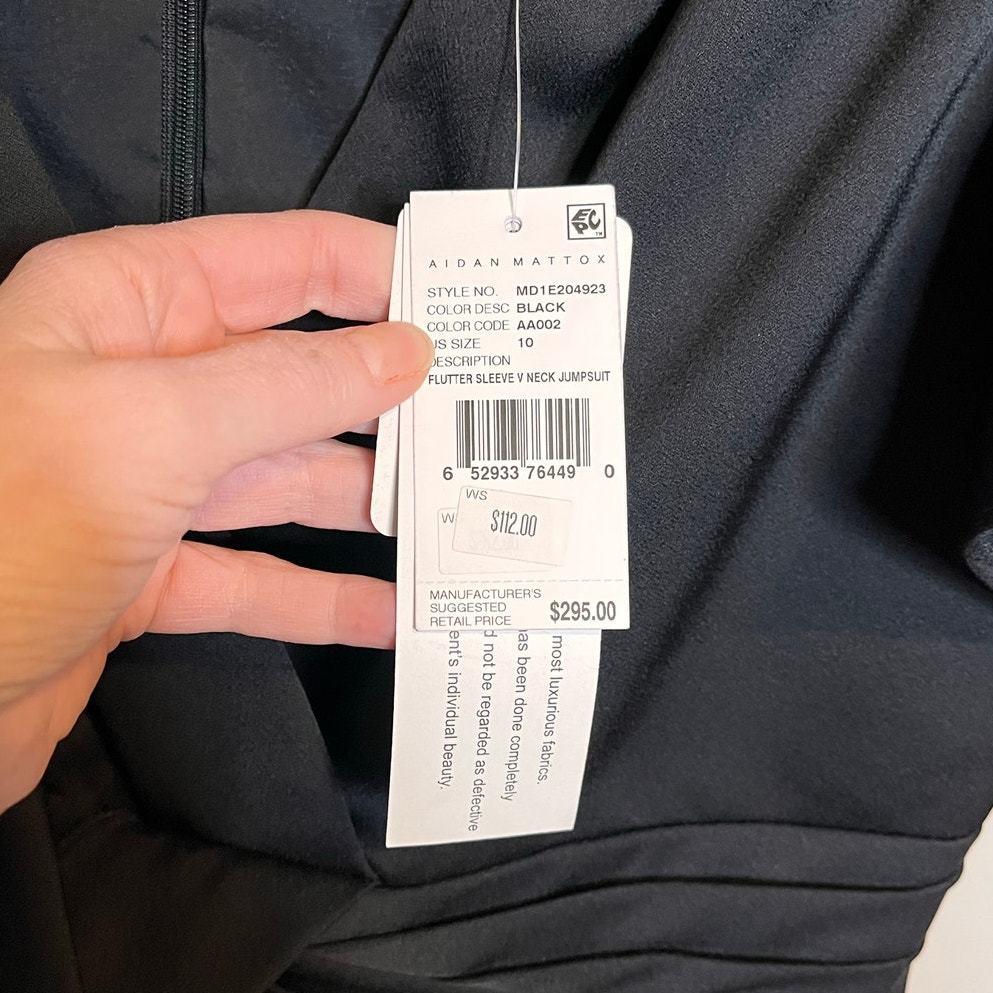 EPC
TM
AIDAN MATTOX
STYLE NO. MD1E204923
COLOR DESC BLACK
COLOR CODE AA002
US SIZE 10
DESCRIPTION
FLUTTER SLEEVE V NECK JUMPSUIT
6 52933 76449 0
WS
$112.00
W
MANUFACTURER'S
SUGGESTED
RETAIL PRICE $295.00
most luxurious fabrics.
as been done completely
d not be regarded as defective
ent's individual beauty.